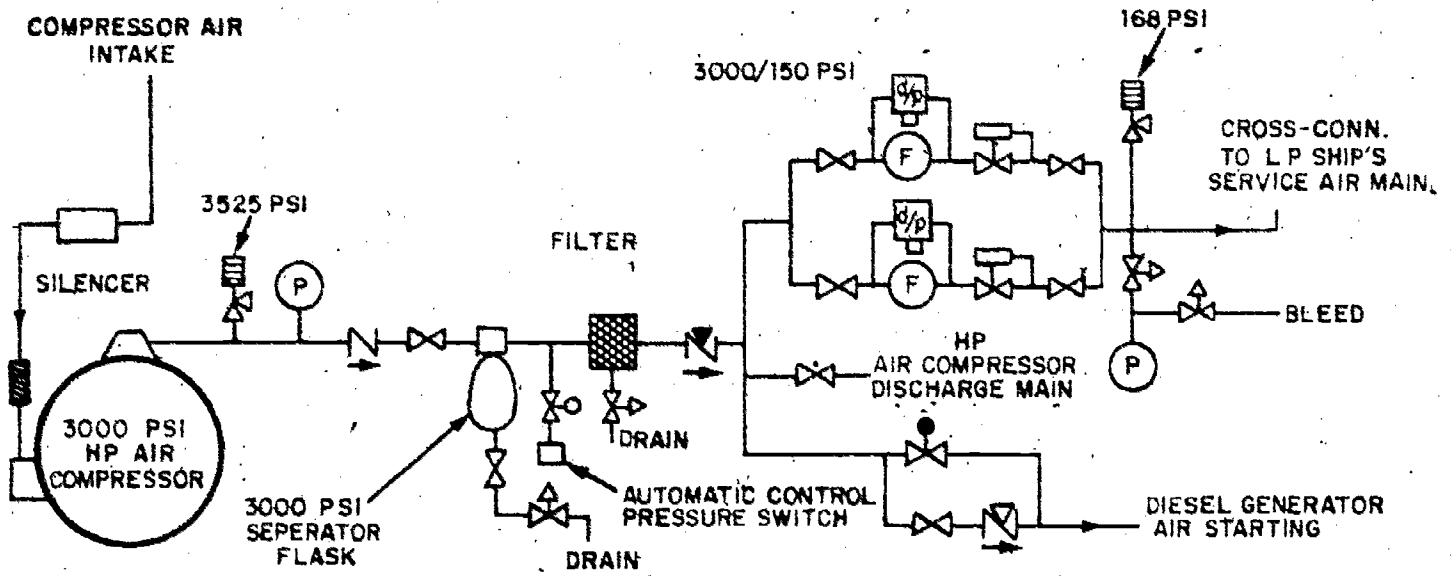 COMPRESSOR AIR
INTAKE
SILENCER
3000 PSI
HP AIR
COMPRESSOR
3525 PSI
P
3000 PSI
SEPERATOR
FLASK
DRAIN
AUTOMATIC CONTROL
PRESSURE SWITCH
FILTER
DRAIN
3000/150 PSI
d/p
F
d/p
F
HP
AIR COMPRESSOR
DISCHARGE MAIN
168 PSI
CROSS-CONN.
TO L P SHIP'S
SERVICE AIR MAIN.
BLEED
P
DIESEL GENERATOR
AIR STARTING